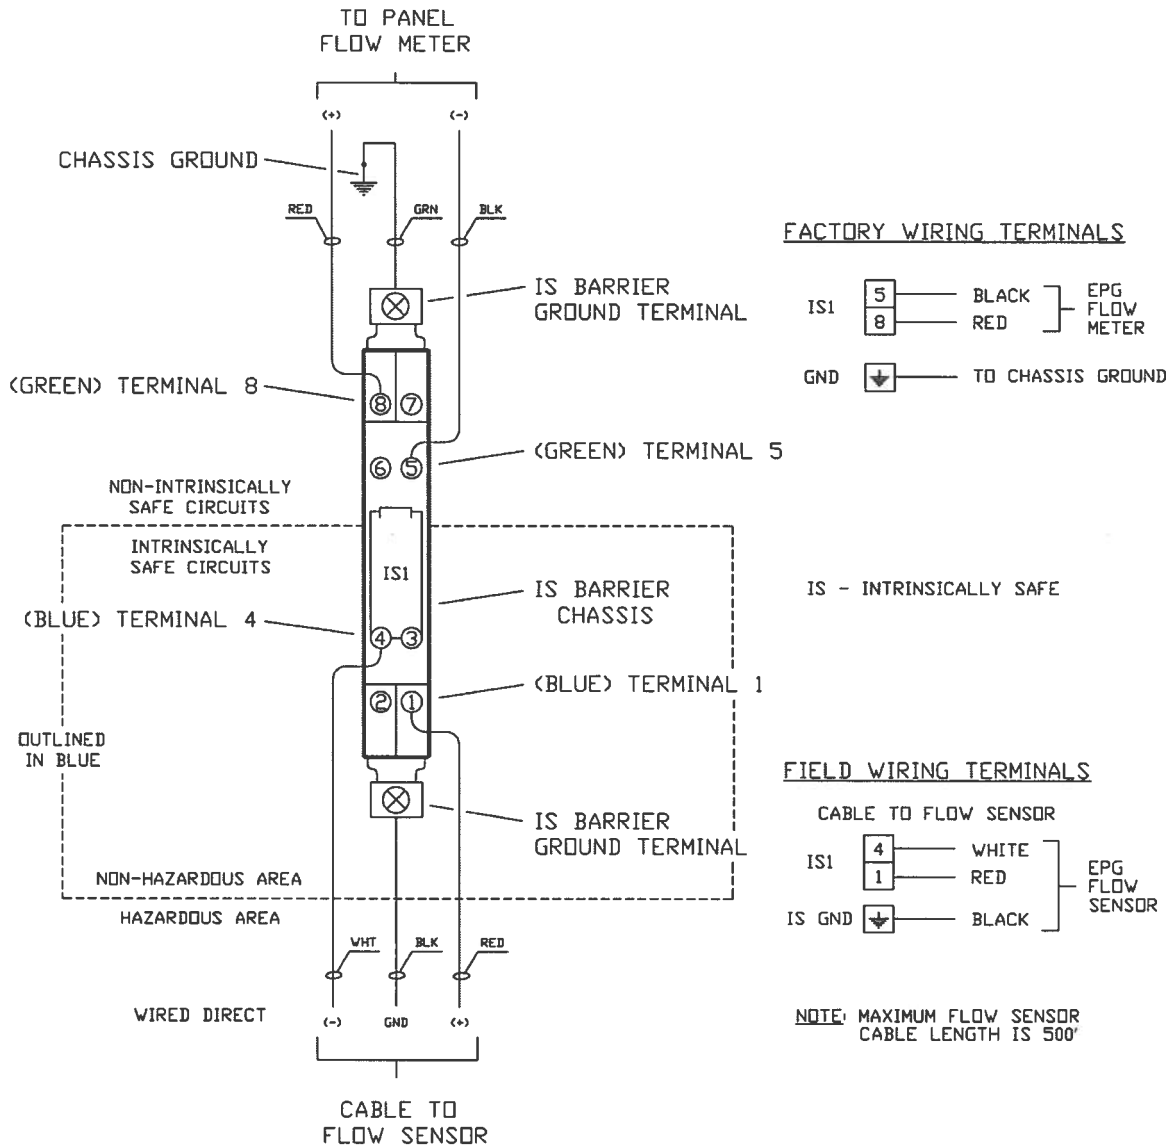 TO PANEL
FLOW METER
(+)
(-)
CHASSIS GROUND
RED
GRN
BLK
IS BARRIER
GROUND TERMINAL
(GREEN) TERMINAL 8
8
7
6
5
(GREEN) TERMINAL 5
NON-INTRINSICALLY
SAFE CIRCUITS
INTRINSICALLY
SAFE CIRCUITS
IS1
IS BARRIER
CHASSIS
(BLUE) TERMINAL 4
4
3
2
1
(BLUE) TERMINAL 1
OUTLINED
IN BLUE
IS BARRIER
GROUND TERMINAL
NON-HAZARDOUS AREA
HAZARDOUS AREA
WHT
BLK
RED
WIRED DIRECT
(-)
GND
(+)
CABLE TO
FLOW SENSOR
FACTORY WIRING TERMINALS
IS1
5
BLACK
8
RED
EPG
FLOW
METER
GND
TO CHASSIS GROUND
IS - INTRINSICALLY SAFE
FIELD WIRING TERMINALS
CABLE TO FLOW SENSOR
IS1
4
WHITE
1
RED
IS GND
BLACK
EPG
FLOW
SENSOR
NOTE: MAXIMUM FLOW SENSOR
CABLE LENGTH IS 500'